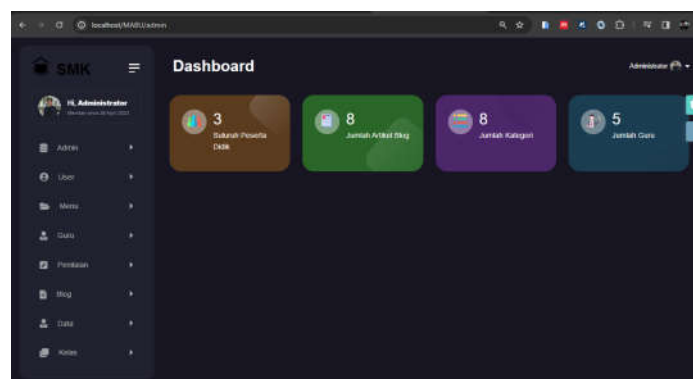 localhost/MABU/admin
SMK
Dashboard
Administrator
Hi, Administrator
3
Seluruh Peserta
Didik
8
Jumlah Artikel Blog
8
Jumlah Kategori
5
Jumlah Guru
Admin
User
Menu
Guru
Penilaian
Blog
Data
Kelas